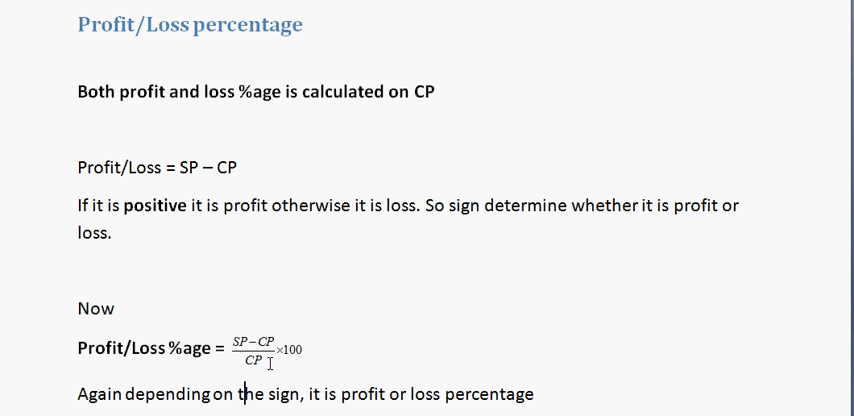 Profit/Loss percentage
Both profit and loss %age is calculated on CP
Profit/Loss = SP – CP
If it is positive it is profit otherwise it is loss. So sign determine whether it is profit or
loss.
Now
Profit/Loss %age = \frac{SP-CP}{CP}×100
Again depending on the sign, it is profit or loss percentage